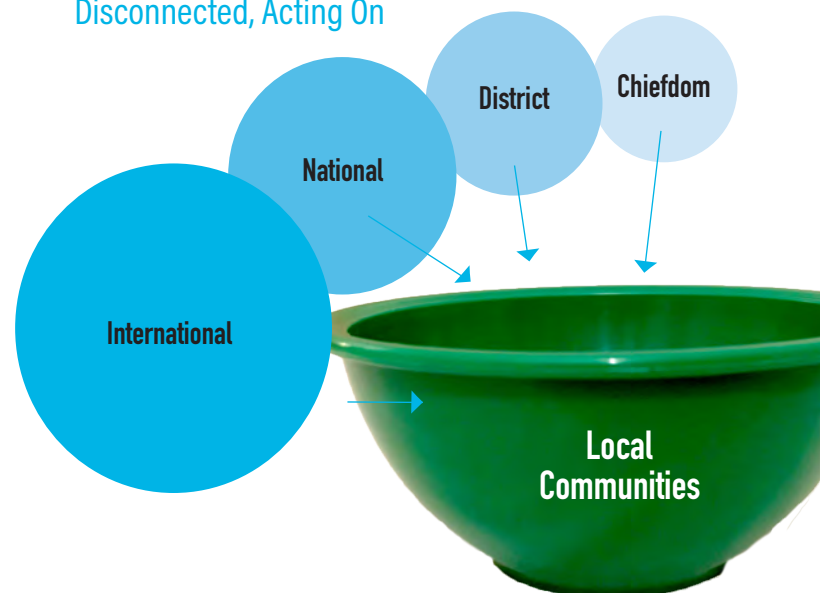 Disconnected, Acting On
District
Chiefdom
National
International
Local
Communities